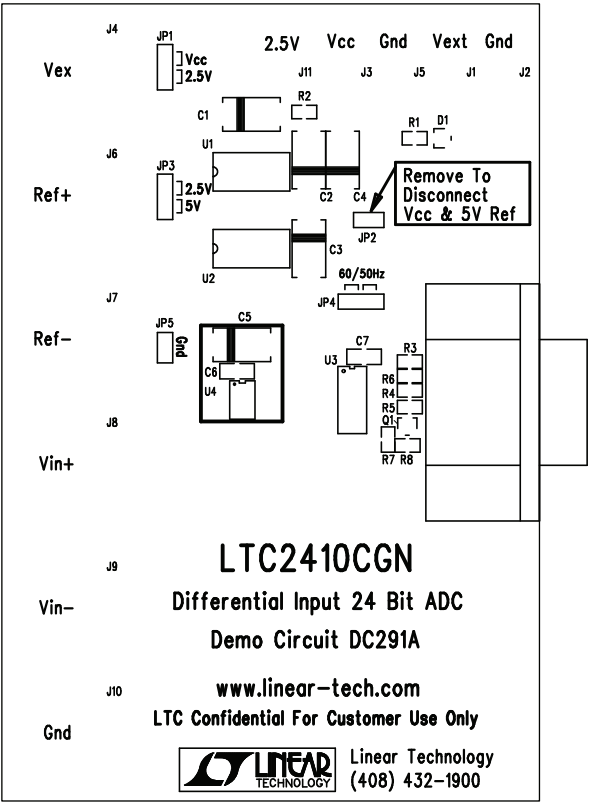 J4
JP1
2.5V Vcc Gnd Vext Gnd
Vex
Vcc
2.5V
J11 J3 J5 J1 J2
R2
C1
R1 D1
U1
J6
JP3
Remove To
Disconnect
Vcc & 5V Ref
Ref+
2.5V
5V
C2 C4
JP2
C3
U2
60/50Hz
J7
JP4
C5
JP5
Gnd
Ref-
C7
R3
U3
C6
R6
U4
R4
R5
J8
Q1
Vin+
R7 R8
LTC2410CGN
J9
Vin-
Differential Input 24 Bit ADC
Demo Circuit DC291A
J10
www.linear-tech.com
LTC Confidential For Customer Use Only
Gnd
LT LINEAR
TECHNOLOGY
Linear Technology
(408) 432-1900